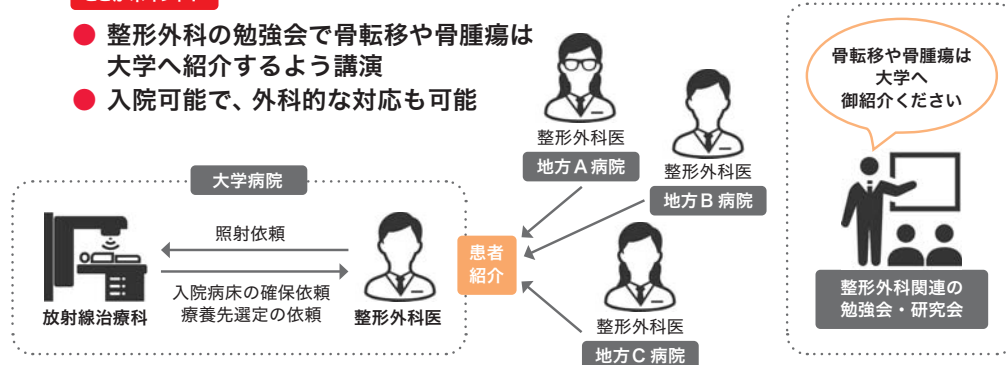 ● 整形外科の勉強会で骨転移や骨腫瘍は
大学へ紹介するよう講演
● 入院可能で、外科的な対応も可能
整形外科医
地方A病院
整形外科医
地方B病院
整形外科医
地方C病院
大学病院
照射依頼
入院病床の確保依頼
療養先選定の依頼
放射線治療科
整形外科医
患者
紹介
骨転移や骨腫瘍は
大学へ
御紹介ください
整形外科関連の
勉強会・研究会